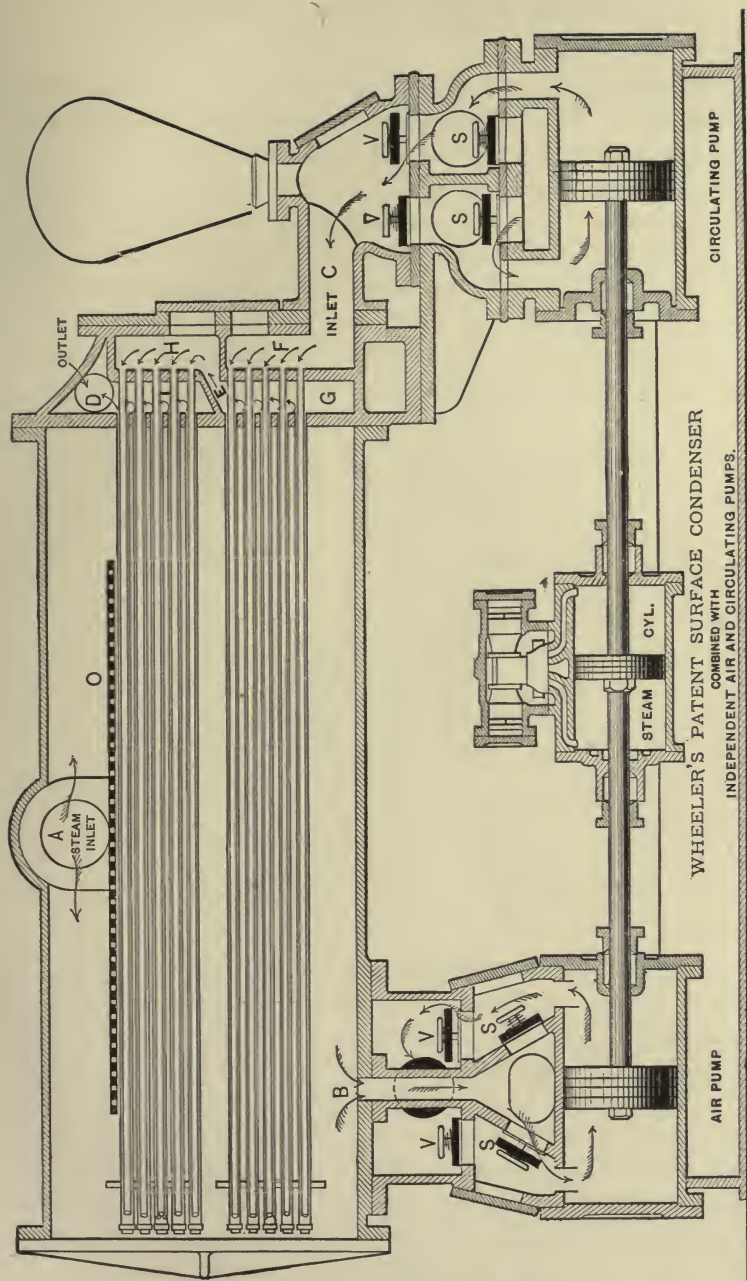 A
STEAM
INLET
O
OUTLET
D
H
I
E
F
G
INLET C
V
V
S
S
B
V
V
S
S
STEAM CYL.
AIR PUMP
CIRCULATING PUMP
WHEELER'S PATENT SURFACE CONDENSER
COMBINED WITH
INDEPENDENT AIR AND CIRCULATING PUMPS.